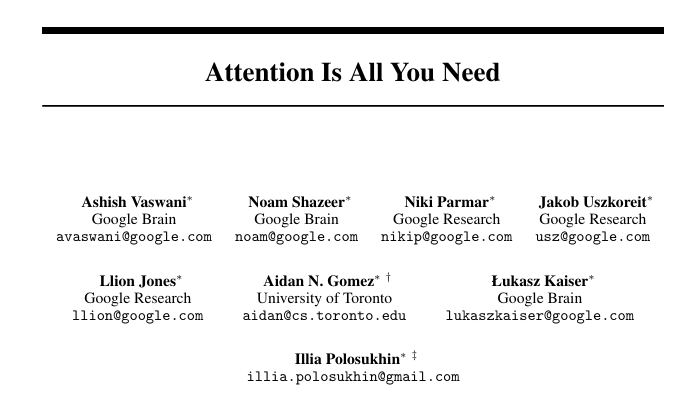 Attention Is All You Need
Ashish Vaswani* Noam Shazeer* Niki Parmar* Jakob Uszkoreit*
Google Brain Google Brain Google Research Google Research
avaswani@google.com noam@google.com nikip@google.com usz@google.com
Llion Jones* Aidan N. Gomez* † Łukasz Kaiser*
Google Research University of Toronto Google Brain
llion@google.com aidan@cs.toronto.edu lukaszkaiser@google.com
Illia Polosukhin* ‡
illia.polosukhin@gmail.com